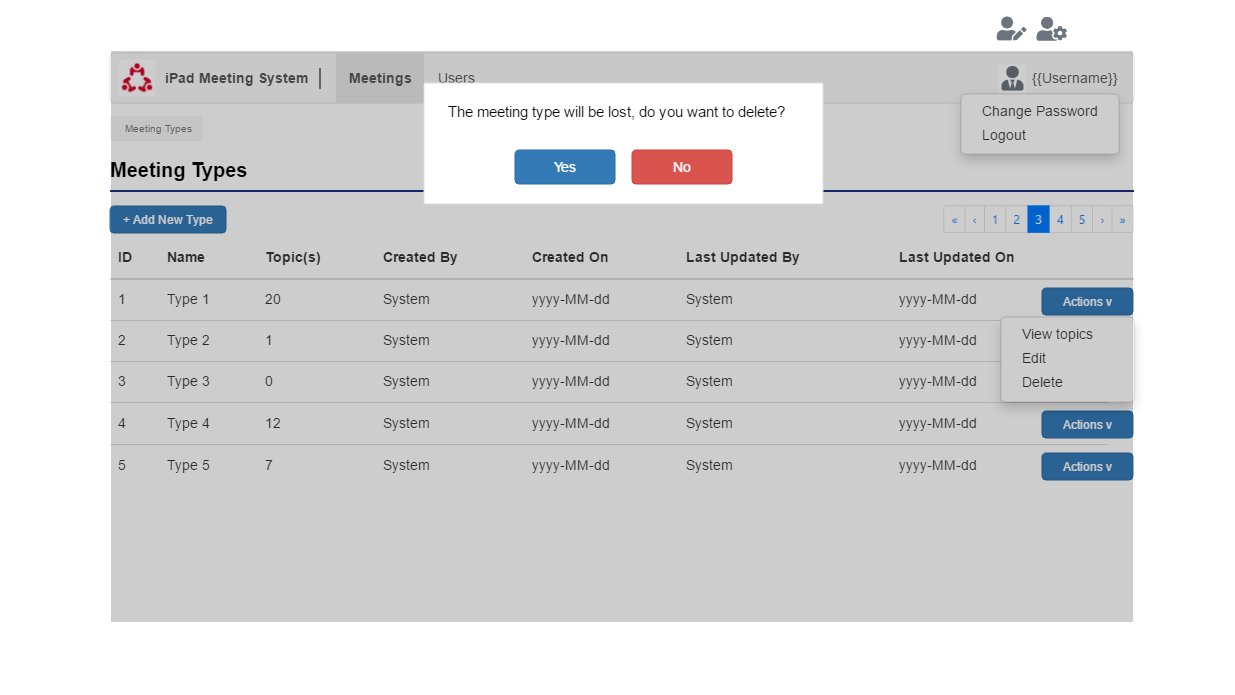 iPad Meeting System | Meetings Users {{Username}}
Change Password
Logout
Meeting Types
Meeting Types
The meeting type will be lost, do you want to delete?
Yes No
+ Add New Type « ‹ 1 2 3 4 5 › »
ID Name Topic(s) Created By Created On Last Updated By Last Updated On
1 Type 1 20 System yyyy-MM-dd System yyyy-MM-dd Actions v
View topics
Edit
Delete
2 Type 2 1 System yyyy-MM-dd System yyyy-MM-dd
3 Type 3 0 System yyyy-MM-dd System yyyy-MM-dd
4 Type 4 12 System yyyy-MM-dd System yyyy-MM-dd Actions v
5 Type 5 7 System yyyy-MM-dd System yyyy-MM-dd Actions v